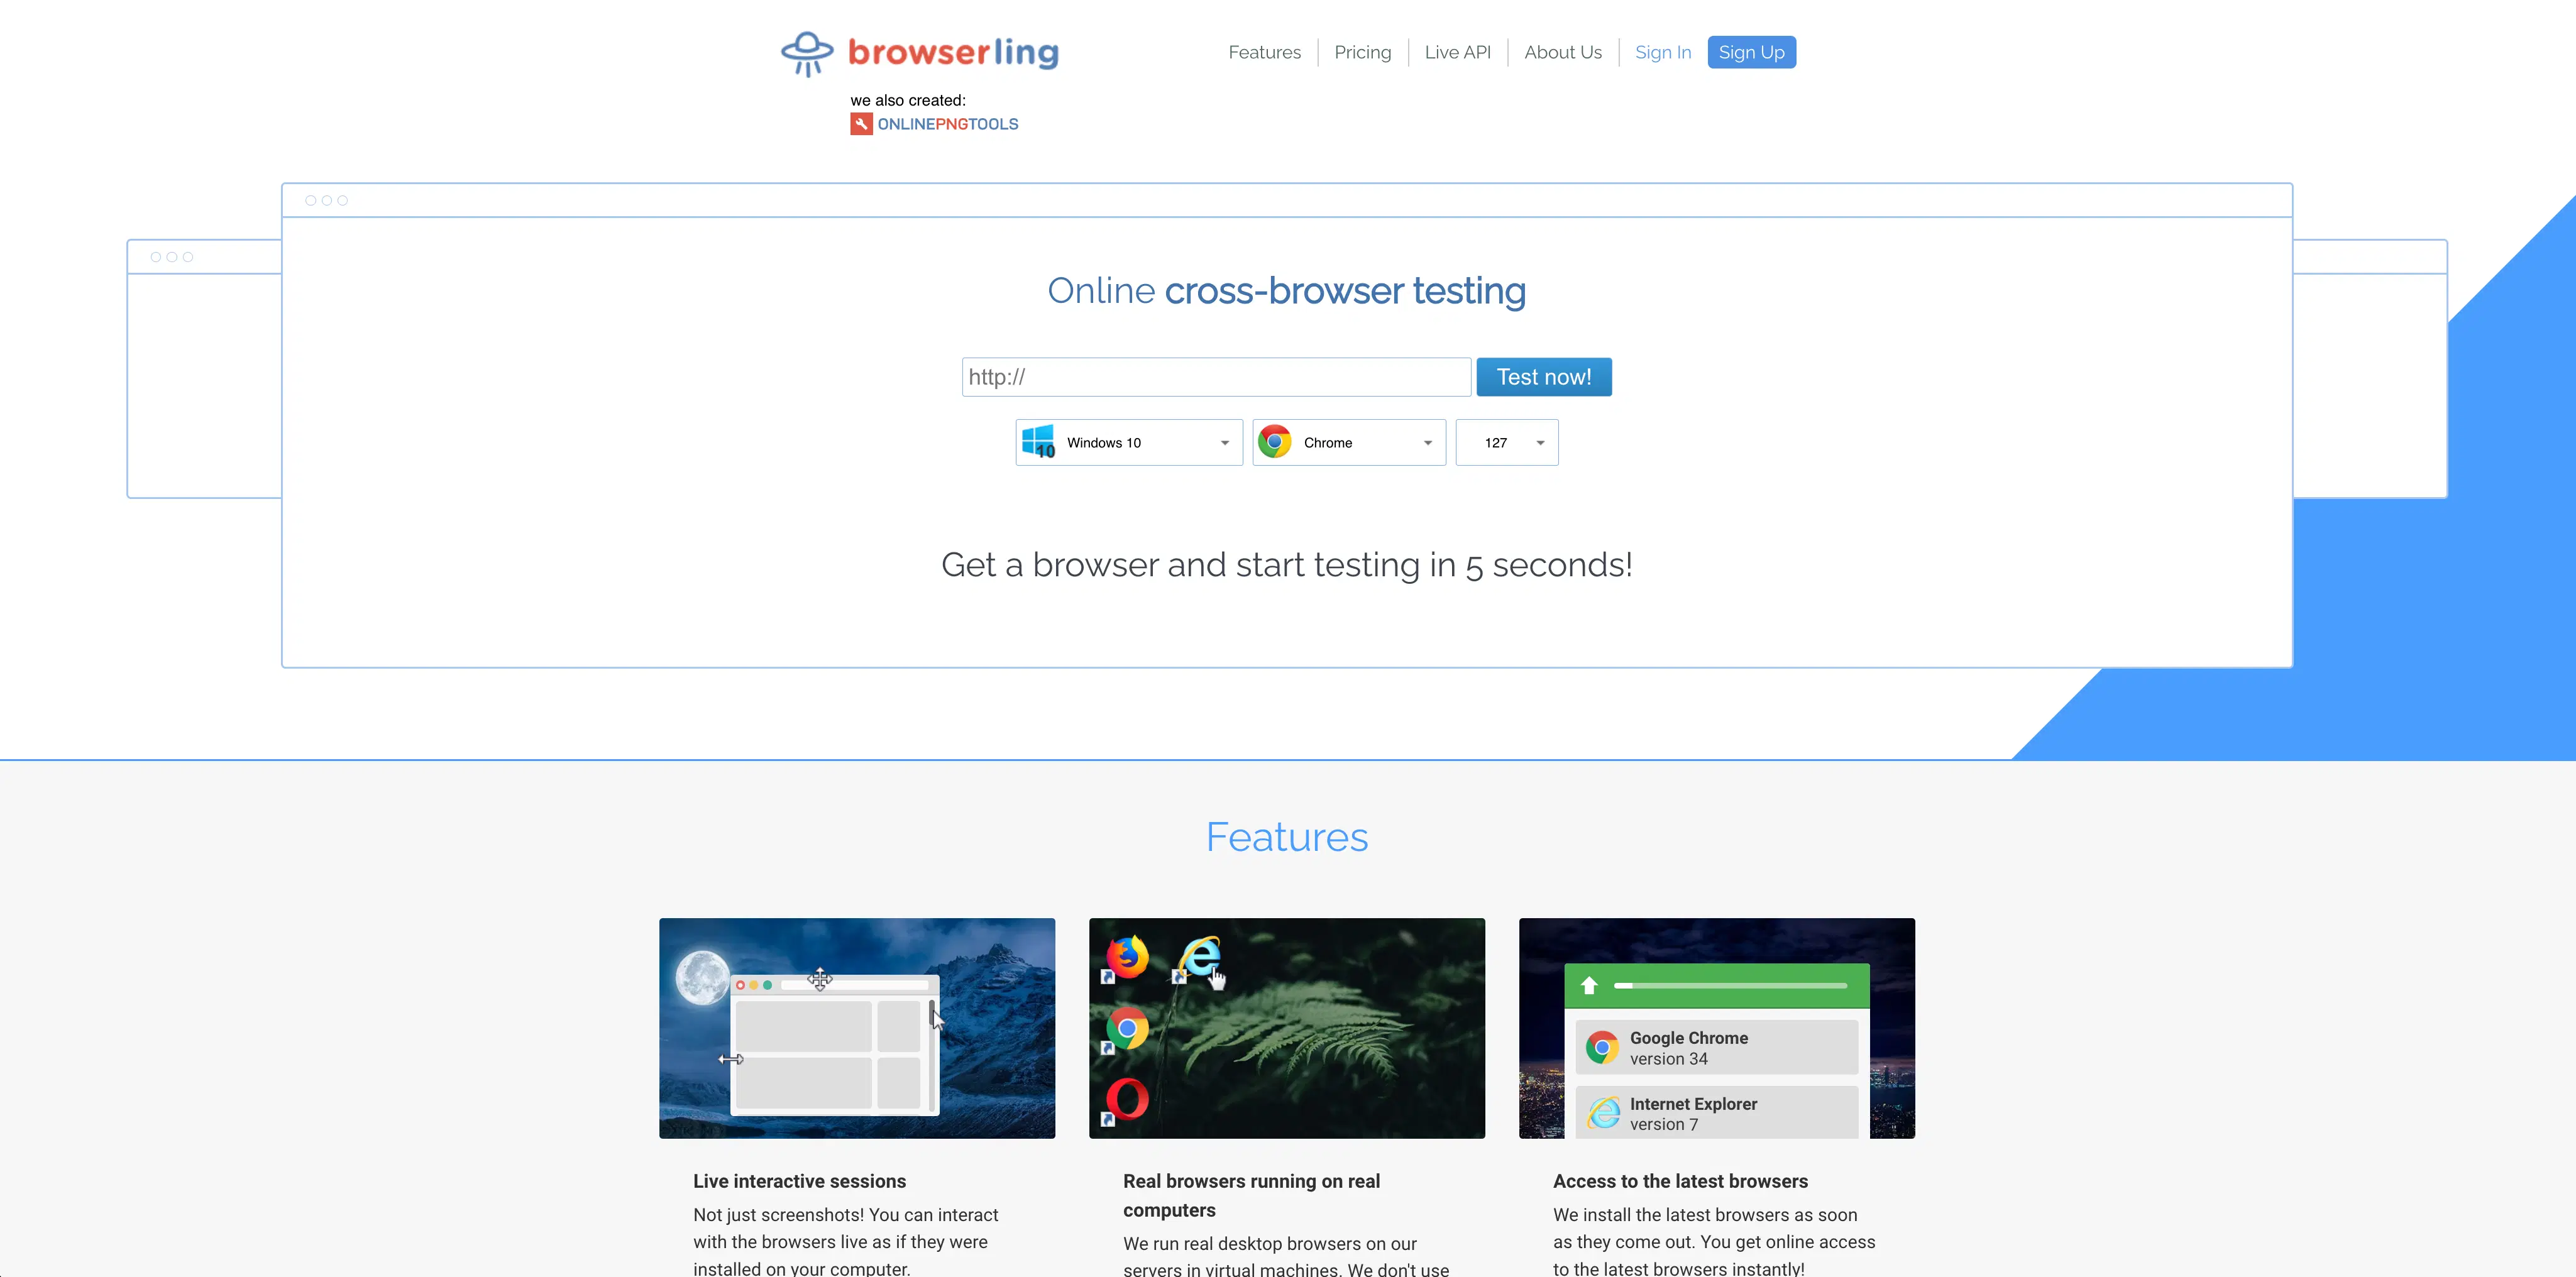 browserling
Features
Pricing
Live API
About Us
Sign In
Sign Up
we also created:
ONLINEPNGTOOLS
Online cross-browser testing
http://
Test now!
10
Windows 10
Chrome
127
Get a browser and start testing in 5 seconds!
Features
Google Chrome
version 34
Internet Explorer
version 7
Live interactive sessions
Not just screenshots! You can interact
with the browsers live as if they were
installed on your computer.
Real browsers running on real
computers
We run real desktop browsers on our
servers in virtual machines. We don't use
Access to the latest browsers
We install the latest browsers as soon
as they come out. You get online access
to the latest browsers instantly!